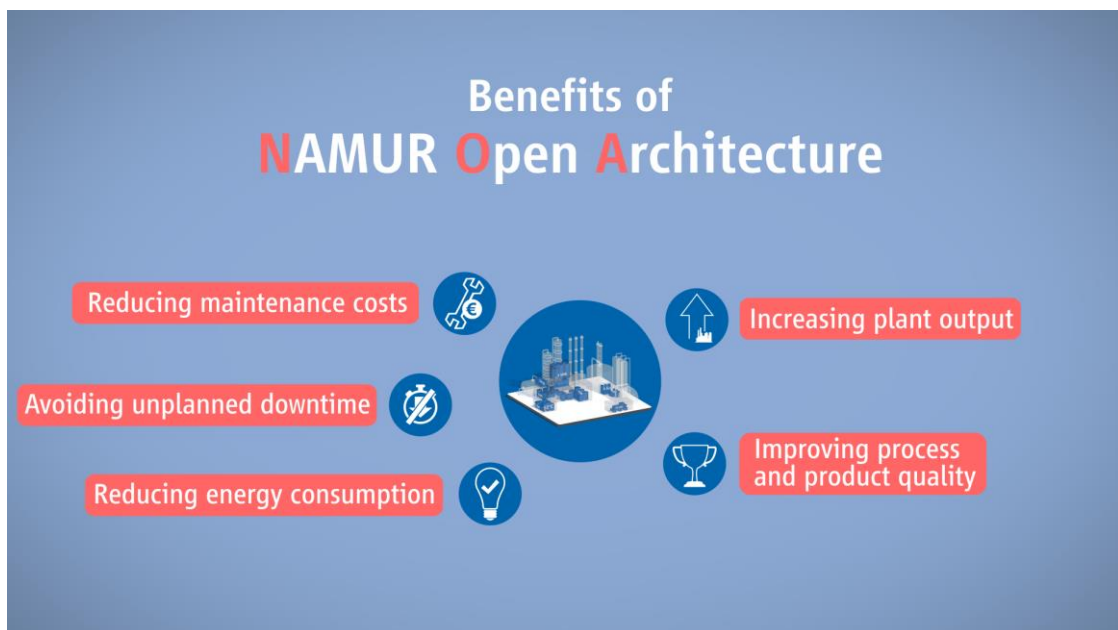 Benefits of
NAMUR Open Architecture
Reducing maintenance costs
Avoiding unplanned downtime
Reducing energy consumption
Increasing plant output
Improving process
and product quality